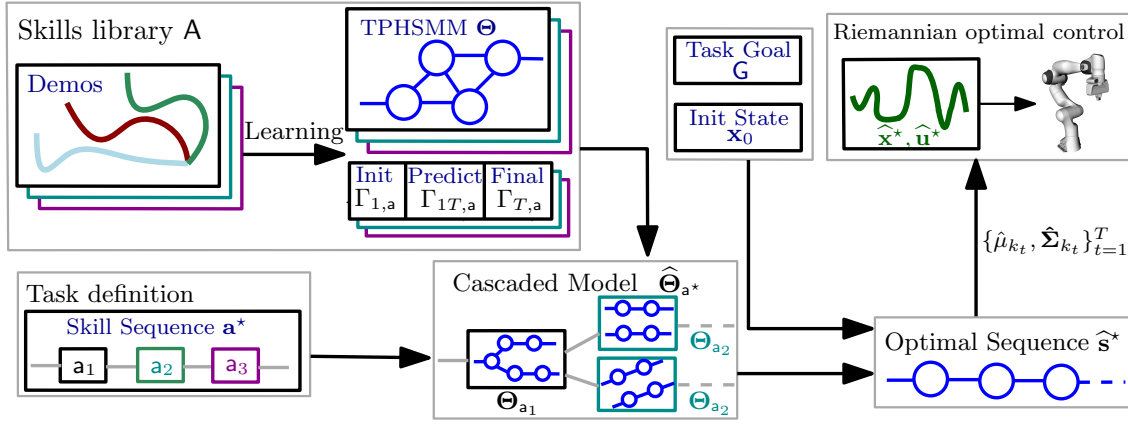 Skills library A
Demos
Learning
TPHSMM Θ
Init
Γ₁,ₐ
Predict
Γ₁T,ₐ
Final
ΓT,ₐ
Task Goal
G
Init State
x₀
Riemannian optimal control
x̂⋆, û⋆
{μ̂ₖₜ, Σ̂ₖₜ}ᵀₜ₌₁
Task definition
Skill Sequence a⋆
a₁
a₂
a₃
Cascaded Model Θ̂ₐ⋆
Θₐ₁
Θₐ₂
Θₐ₂
Optimal Sequence ŝ⋆